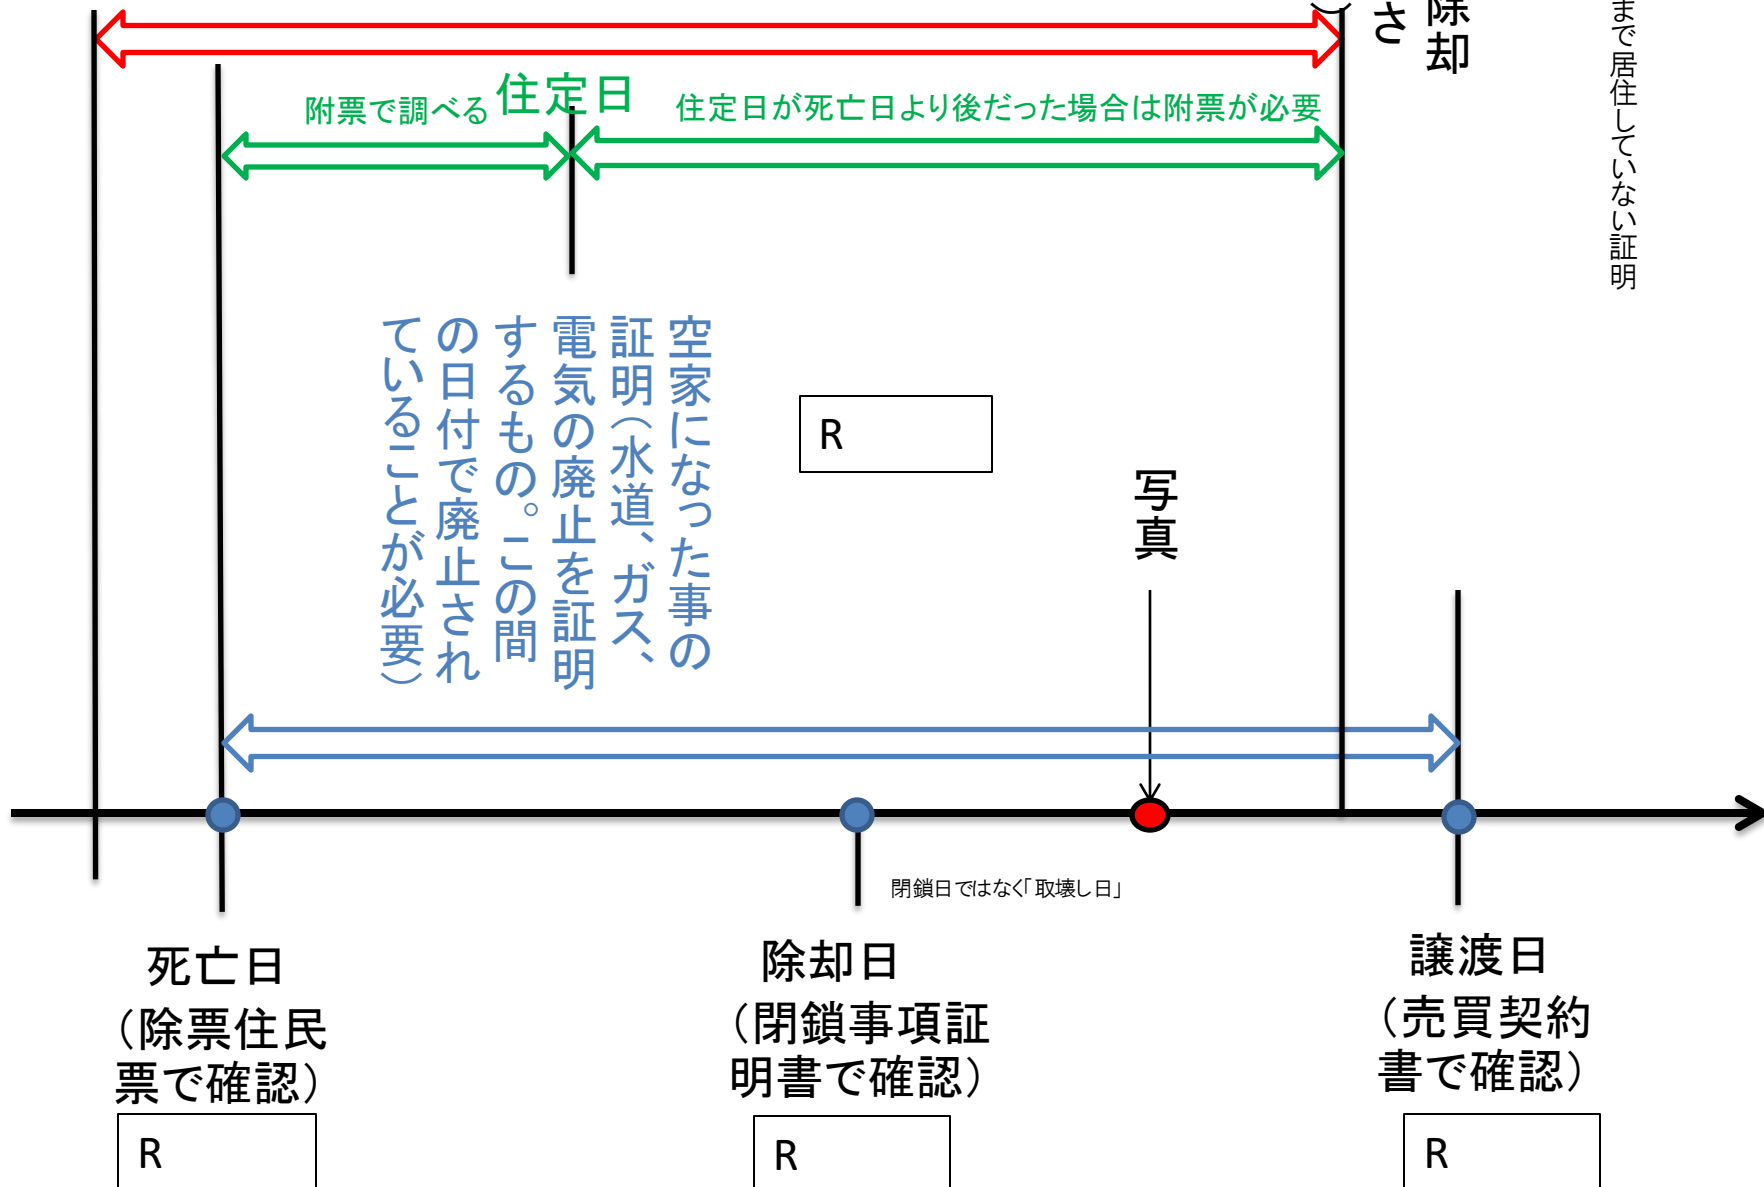 除却
さ
)
まで居住していない証明
附票で調べる
住定日
住定日が死亡日より後だった場合は附票が必要
空家になった事の
証明(水道、ガス、
電気の廃止を証明
するもの。この間
の日付で廃止され
ていることが必要)
R
写真
閉鎖日ではなく「取壊し日」
死亡日
(除票住民
票で確認)
R
除却日
(閉鎖事項証
明書で確認)
R
譲渡日
(売買契約
書で確認)
R